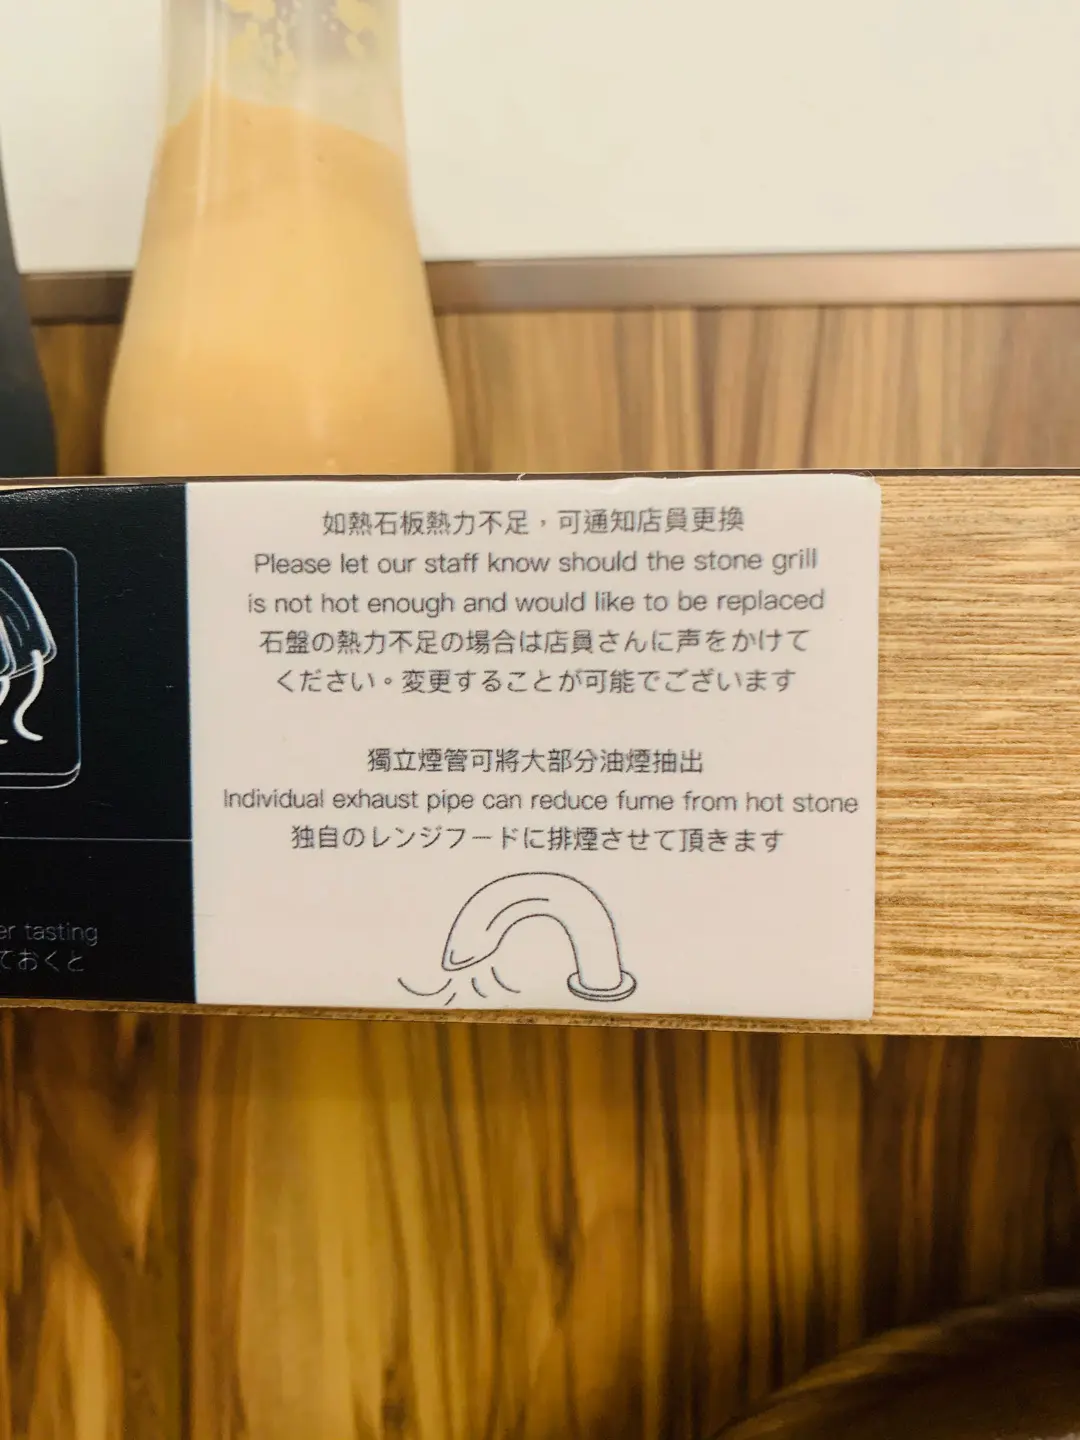 如熱石板熱力不足，可通知店員更換
Please let our staff know should the stone grill
is not hot enough and would like to be replaced
石盤の熱力不足の場合は店員さんに声をかけて
ください。変更することが可能でございます
獨立煙管可將大部分油煙抽出
Individual exhaust pipe can reduce fume from hot stone
独自のレンジフードに排煙させて頂きます
er tasting
ておくと